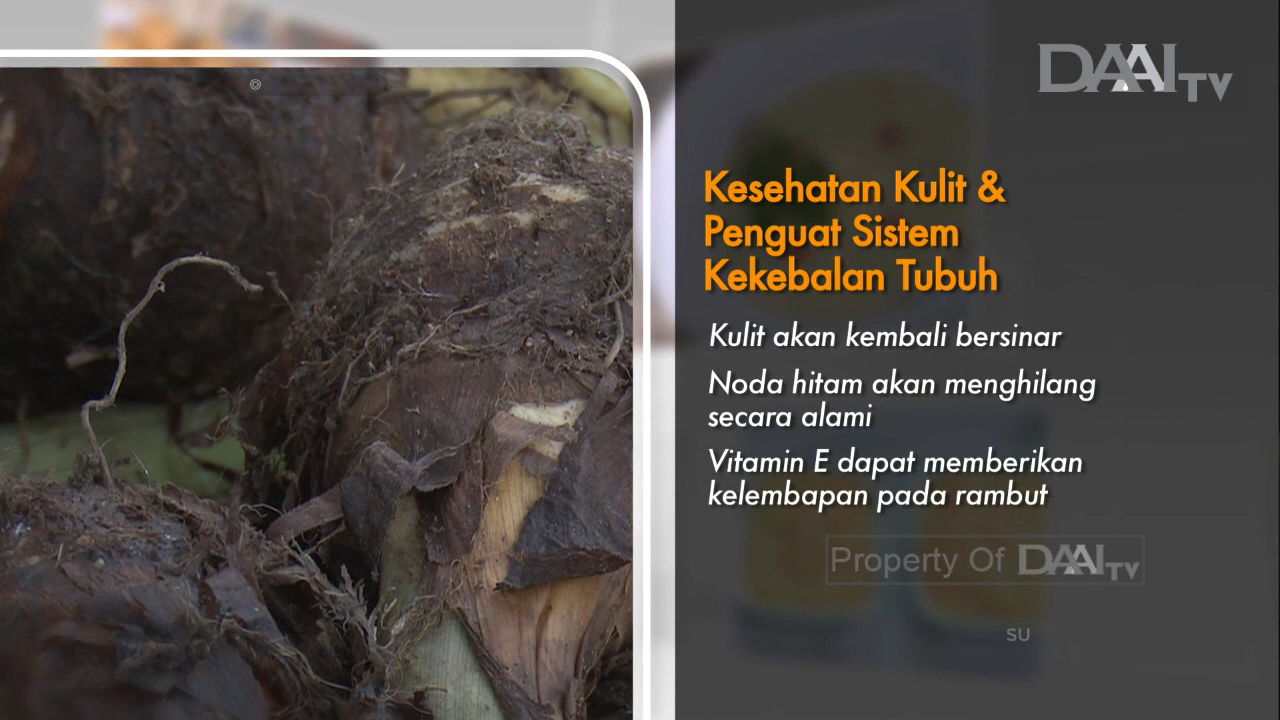 DAAI TV
Kesehatan Kulit &
Penguat Sistem
Kekebalan Tubuh
Kulit akan kembali bersinar
Noda hitam akan menghilang
secara alami
Vitamin E dapat memberikan
kelembapan pada rambut
Property Of DAAI TV
SU